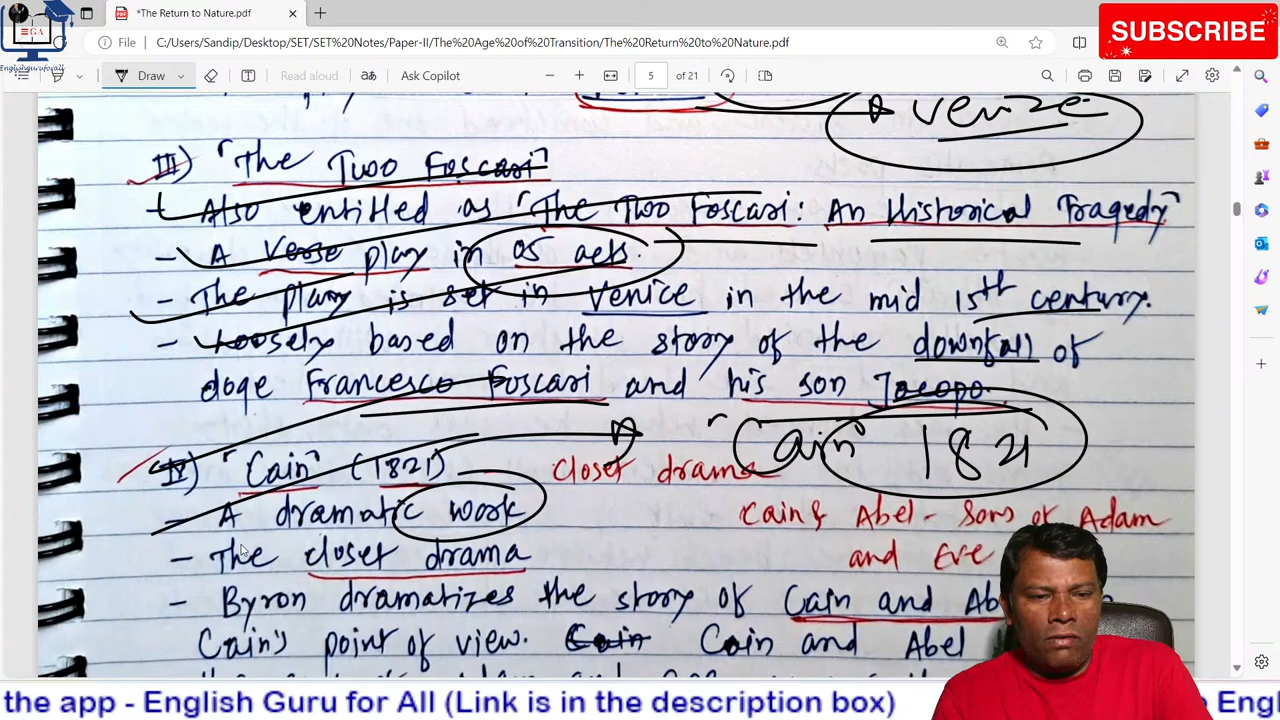 *The Return to Nature.pdf
GA
Englishguruforall
File
C:/Users/Sandip/Desktop/SET/SET%20Notes/Paper-II/The%20Age%20of%20Transition/The%20Return%20to%20Nature.pdf
SUBSCRIBE
Draw
Read aloud
Ask Copilot
5 of 21
venice
III) "The Two Foscari"
Also entitled as "The Two Foscari: An Historical Tragedy"
- A Verse play in 05 acts.
- The play is set in Venice in the mid 15th century.
- Loosely based on the story of the downfall of
doge Francesco Foscari and his son Jacopo.
"Cain" 1821
IV) "Cain" (1821) closet drama
- A dramatic work
Cain & Abel - Sons of Adam
and Eve
- The closet drama
- Byron dramatizes the story of Cain and Ab
Cain's point of view. Cain Cain and Abel
the app - English Guru for All (Link is in the description box)
Engl